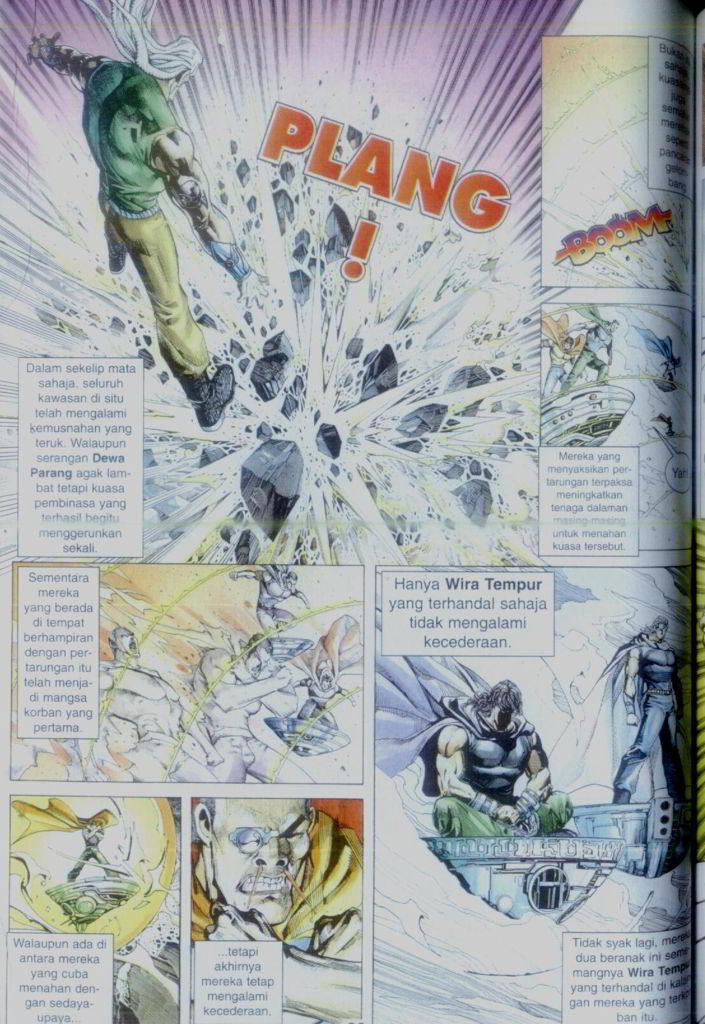 PLANG
!
Dalam sekelip mata
sahaja, seluruh
kawasan di situ
telah mengalami
kemusnahan yang
teruk. Walaupun
serangan Dewa
Parang agak lam-
bat tetapi kuasa
pembinasa yang
terhasil begitu
menggerunkan
sekali.
juga
BOOM
Mereka yang
menyaksikan per-
tarungan terpaksa
meningkatkan
tenaga dalaman
masing-masing
untuk menahan
kuasa tersebut.
Sementara
mereka
yang berada
di tempat
berhampiran
dengan per-
tarungan itu
telah menja-
di mangsa
korban yang
pertama.
Hanya Wira Tempur
yang terhandal sahaja
tidak mengalami
kecederaan.
Walaupun ada di
antara mereka
yang cuba
menahan den-
gan sedaya-
upaya...
...tetapi
akhirnya
mereka tetap
mengalami
kecederaan.
Tidak syak lagi,
dua beranak ini
mangnya Wira
yang terhandal di
gan mereka yang
ban itu.